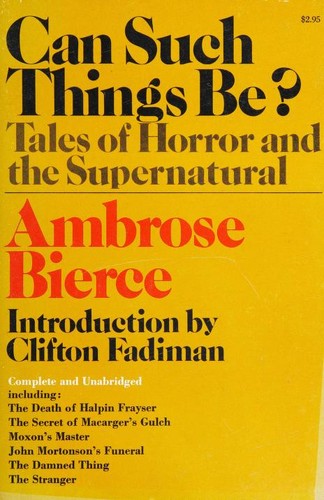 $2.95
Can Such
Things Be?
Tales of Horror and
the Supernatural
Ambrose
Bierce
Introduction by
Clifton Fadiman
Complete and Unabridged
including:
The Death of Halpin Frayser
The Secret of Macarger's Gulch
Moxon's Master
John Mortonson's Funeral
The Damned Thing
The Stranger